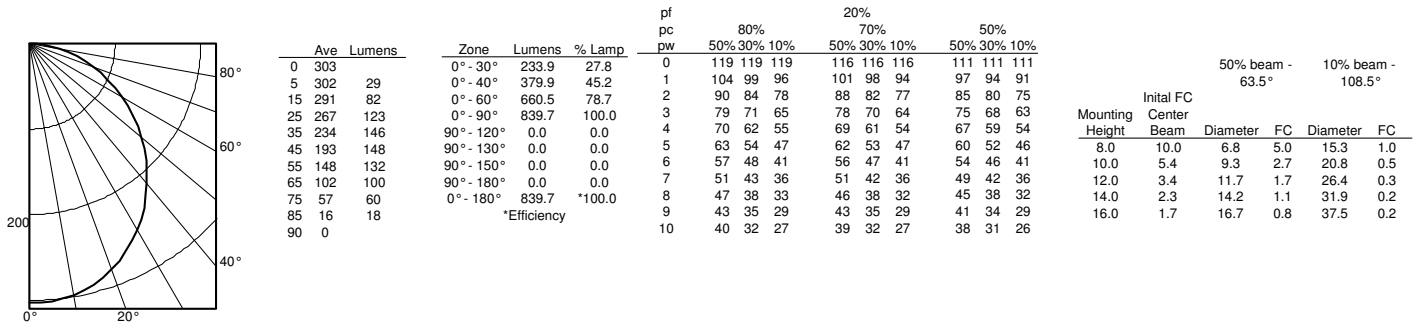 80°
60°
200
40°
0° 20°
Ave Lumens
0 303
5 302 29
15 291 82
25 267 123
35 234 146
45 193 148
55 148 132
65 102 100
75 57 60
85 16 18
90 0
Zone Lumens % Lamp
0° - 30° 233.9 27.8
0° - 40° 379.9 45.2
0° - 60° 660.5 78.7
0° - 90° 839.7 100.0
90° - 120° 0.0 0.0
90° - 130° 0.0 0.0
90° - 150° 0.0 0.0
90° - 180° 0.0 0.0
0° - 180° 839.7 *100.0
*Efficiency
pf 20%
pc 80% 70% 50%
pw 50% 30% 10% 50% 30% 10% 50% 30% 10%
0 119 119 119 116 116 116 111 111 111
1 104 99 96 101 98 94 97 94 91
2 90 84 78 88 82 77 85 80 75
3 79 71 65 78 70 64 75 68 63
4 70 62 55 69 61 54 67 59 54
5 63 54 47 62 53 47 60 52 46
6 57 48 41 56 47 41 54 46 41
7 51 43 36 51 42 36 49 42 36
8 47 38 33 46 38 32 45 38 32
9 43 35 29 43 35 29 41 34 29
10 40 32 27 39 32 27 38 31 26
50% beam - 10% beam -
63.5° 108.5°
Inital FC
Mounting Center
Height Beam Diameter FC Diameter FC
8.0 10.0 6.8 5.0 15.3 1.0
10.0 5.4 9.3 2.7 20.8 0.5
12.0 3.4 11.7 1.7 26.4 0.3
14.0 2.3 14.2 1.1 31.9 0.2
16.0 1.7 16.7 0.8 37.5 0.2